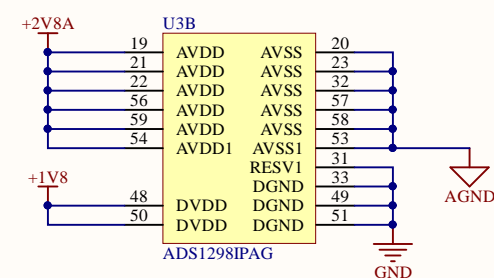 +2V8A
U3B
19 AVDD AVSS 20
21 AVDD AVSS 23
22 AVDD AVSS 32
56 AVDD AVSS 57
59 AVDD AVSS 58
54 AVDD1 AVSS1 53
RESV1 31
+1V8
DGND 33
AGND
48 DVDD DGND 49
50 DVDD DGND 51
ADS1298IPAG
GND